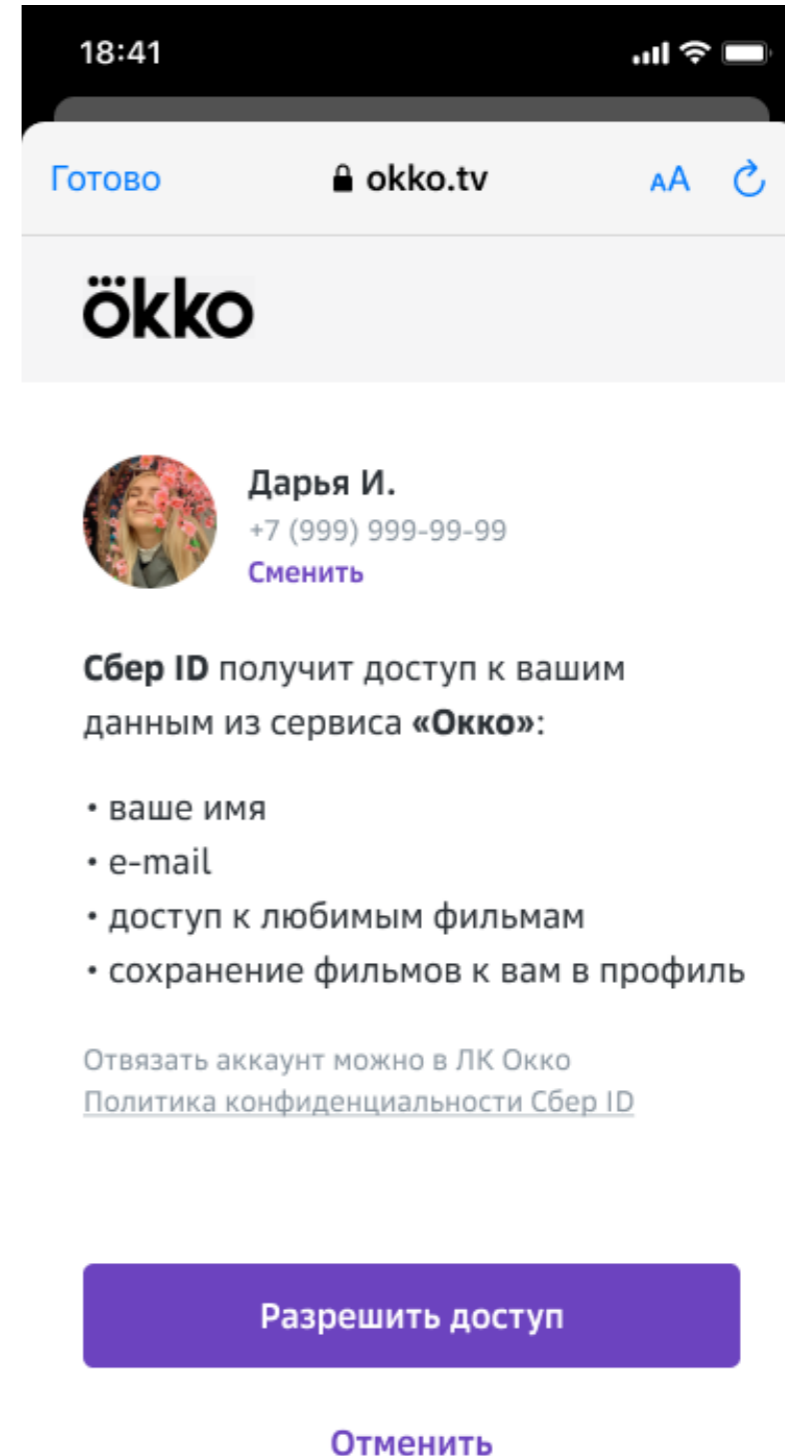 18:41
Готово
okko.tv
AA
ökko
Дарья И.
+7 (999) 999-99-99
Сменить
Сбер ID получит доступ к вашим
данным из сервиса «Окко»:
• ваше имя
• e-mail
• доступ к любимым фильмам
• сохранение фильмов к вам в профиль
Отвязать аккаунт можно в ЛК Окко
Политика конфиденциальности Сбер ID
Разрешить доступ
Отменить